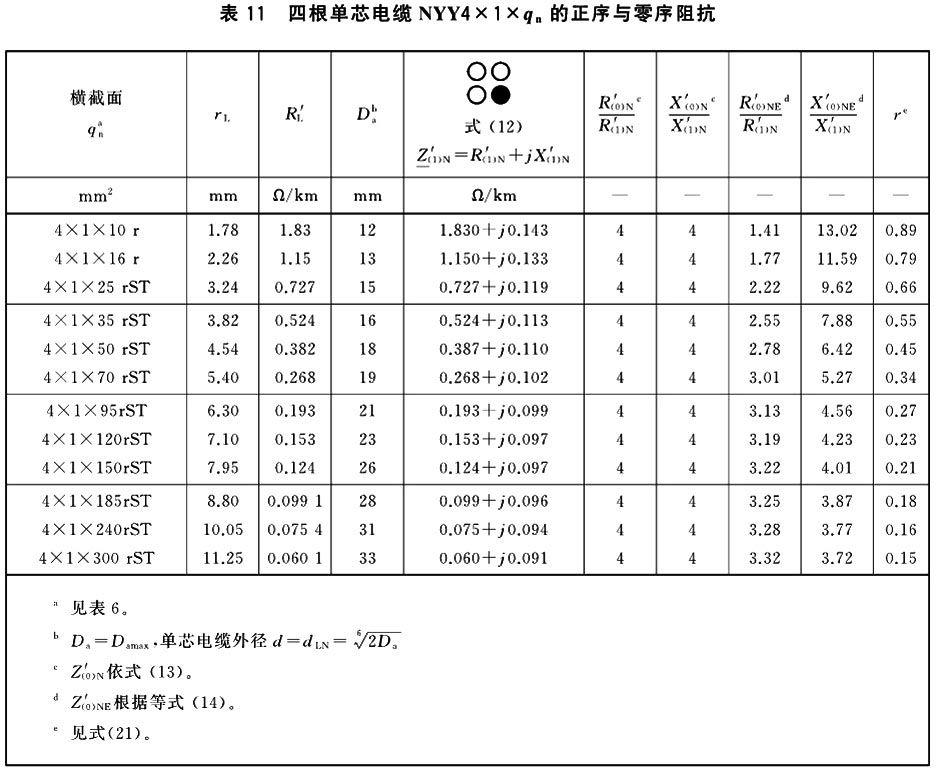 表 11 四根单芯电缆 NYY4×1×qₙ 的正序与零序阻抗
横截面 qₙᵃ r_L R′_L D_aᵇ 式（12） Z′₍₁₎N=R′₍₁₎N+jX′₍₁₎N R′₍₀₎N/R′₍₁₎N ᶜ X′₍₀₎N/X′₍₁₎N ᶜ R′₍₀₎NE/R′₍₁₎N ᵈ X′₍₀₎NE/X′₍₁₎N ᵈ rᵉ
mm² mm Ω/km mm Ω/km — — — — —
4×1×10 r 1.78 1.83 12 1.830+j0.143 4 4 1.41 13.02 0.89
4×1×16 r 2.26 1.15 13 1.150+j0.133 4 4 1.77 11.59 0.79
4×1×25 rST 3.24 0.727 15 0.727+j0.119 4 4 2.22 9.62 0.66
4×1×35 rST 3.82 0.524 16 0.524+j0.113 4 4 2.55 7.88 0.55
4×1×50 rST 4.54 0.382 18 0.387+j0.110 4 4 2.78 6.42 0.45
4×1×70 rST 5.40 0.268 19 0.268+j0.102 4 4 3.01 5.27 0.34
4×1×95rST 6.30 0.193 21 0.193+j0.099 4 4 3.13 4.56 0.27
4×1×120rST 7.10 0.153 23 0.153+j0.097 4 4 3.19 4.23 0.23
4×1×150rST 7.95 0.124 26 0.124+j0.097 4 4 3.22 4.01 0.21
4×1×185rST 8.80 0.099 1 28 0.099+j0.096 4 4 3.25 3.87 0.18
4×1×240rST 10.05 0.075 4 31 0.075+j0.094 4 4 3.28 3.77 0.16
4×1×300 rST 11.25 0.060 1 33 0.060+j0.091 4 4 3.32 3.72 0.15
ᵃ 见表 6。
ᵇ D_a=D_amax,单芯电缆外径 d=d_LN=⁶√2D_a
ᶜ Z′₍₀₎N依式（13）。
ᵈ Z′₍₀₎NE根据等式（14）。
ᵉ 见式(21)。